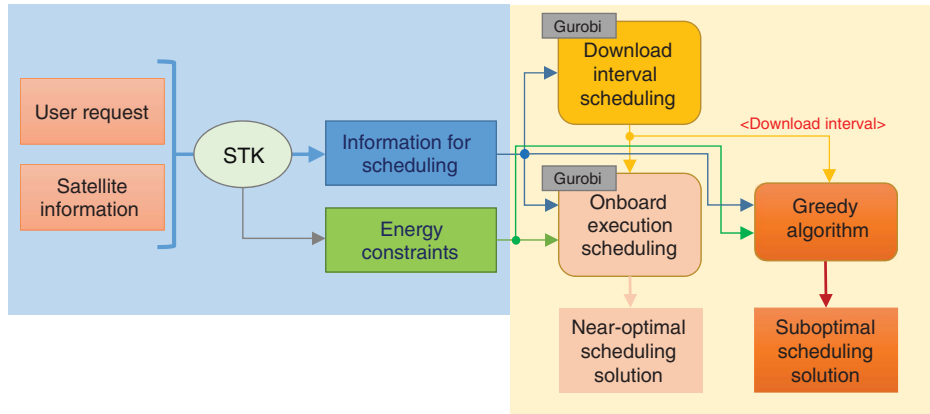 User request
Satellite
information
STK
Information for
scheduling
Energy
constraints
Gurobi
Download
interval
scheduling
<Download interval>
Gurobi
Onboard
execution
scheduling
Greedy
algorithm
Near-optimal
scheduling
solution
Suboptimal
scheduling
solution